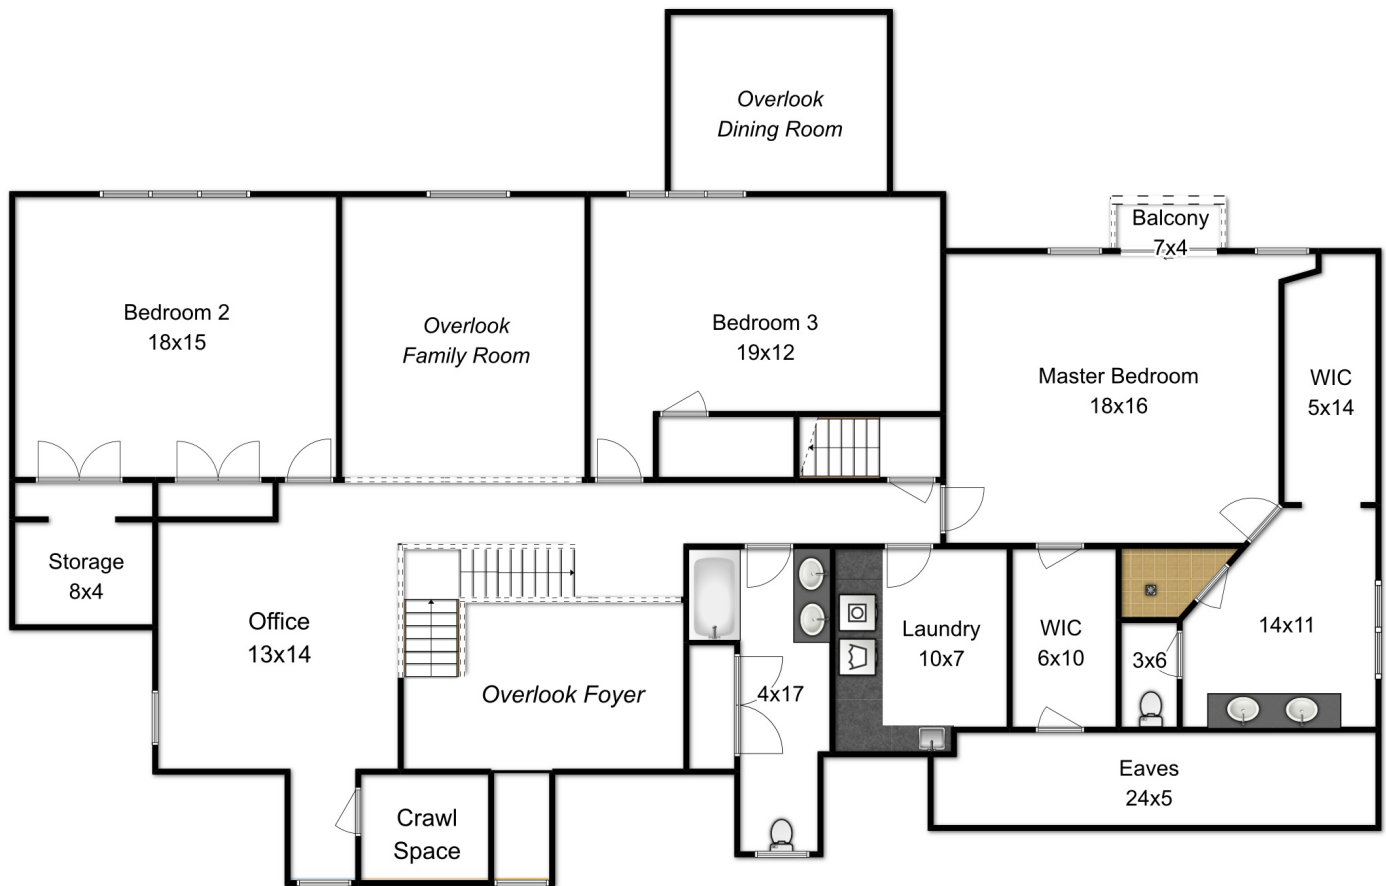 Overlook
Dining Room
Balcony
7x4
Bedroom 2
18x15
Overlook
Family Room
Bedroom 3
19x12
Master Bedroom
18x16
WIC
5x14
Storage
8x4
Office
13x14
Overlook Foyer
4x17
Laundry
10x7
WIC
6x10
3x6
14x11
Eaves
24x5
Crawl
Space